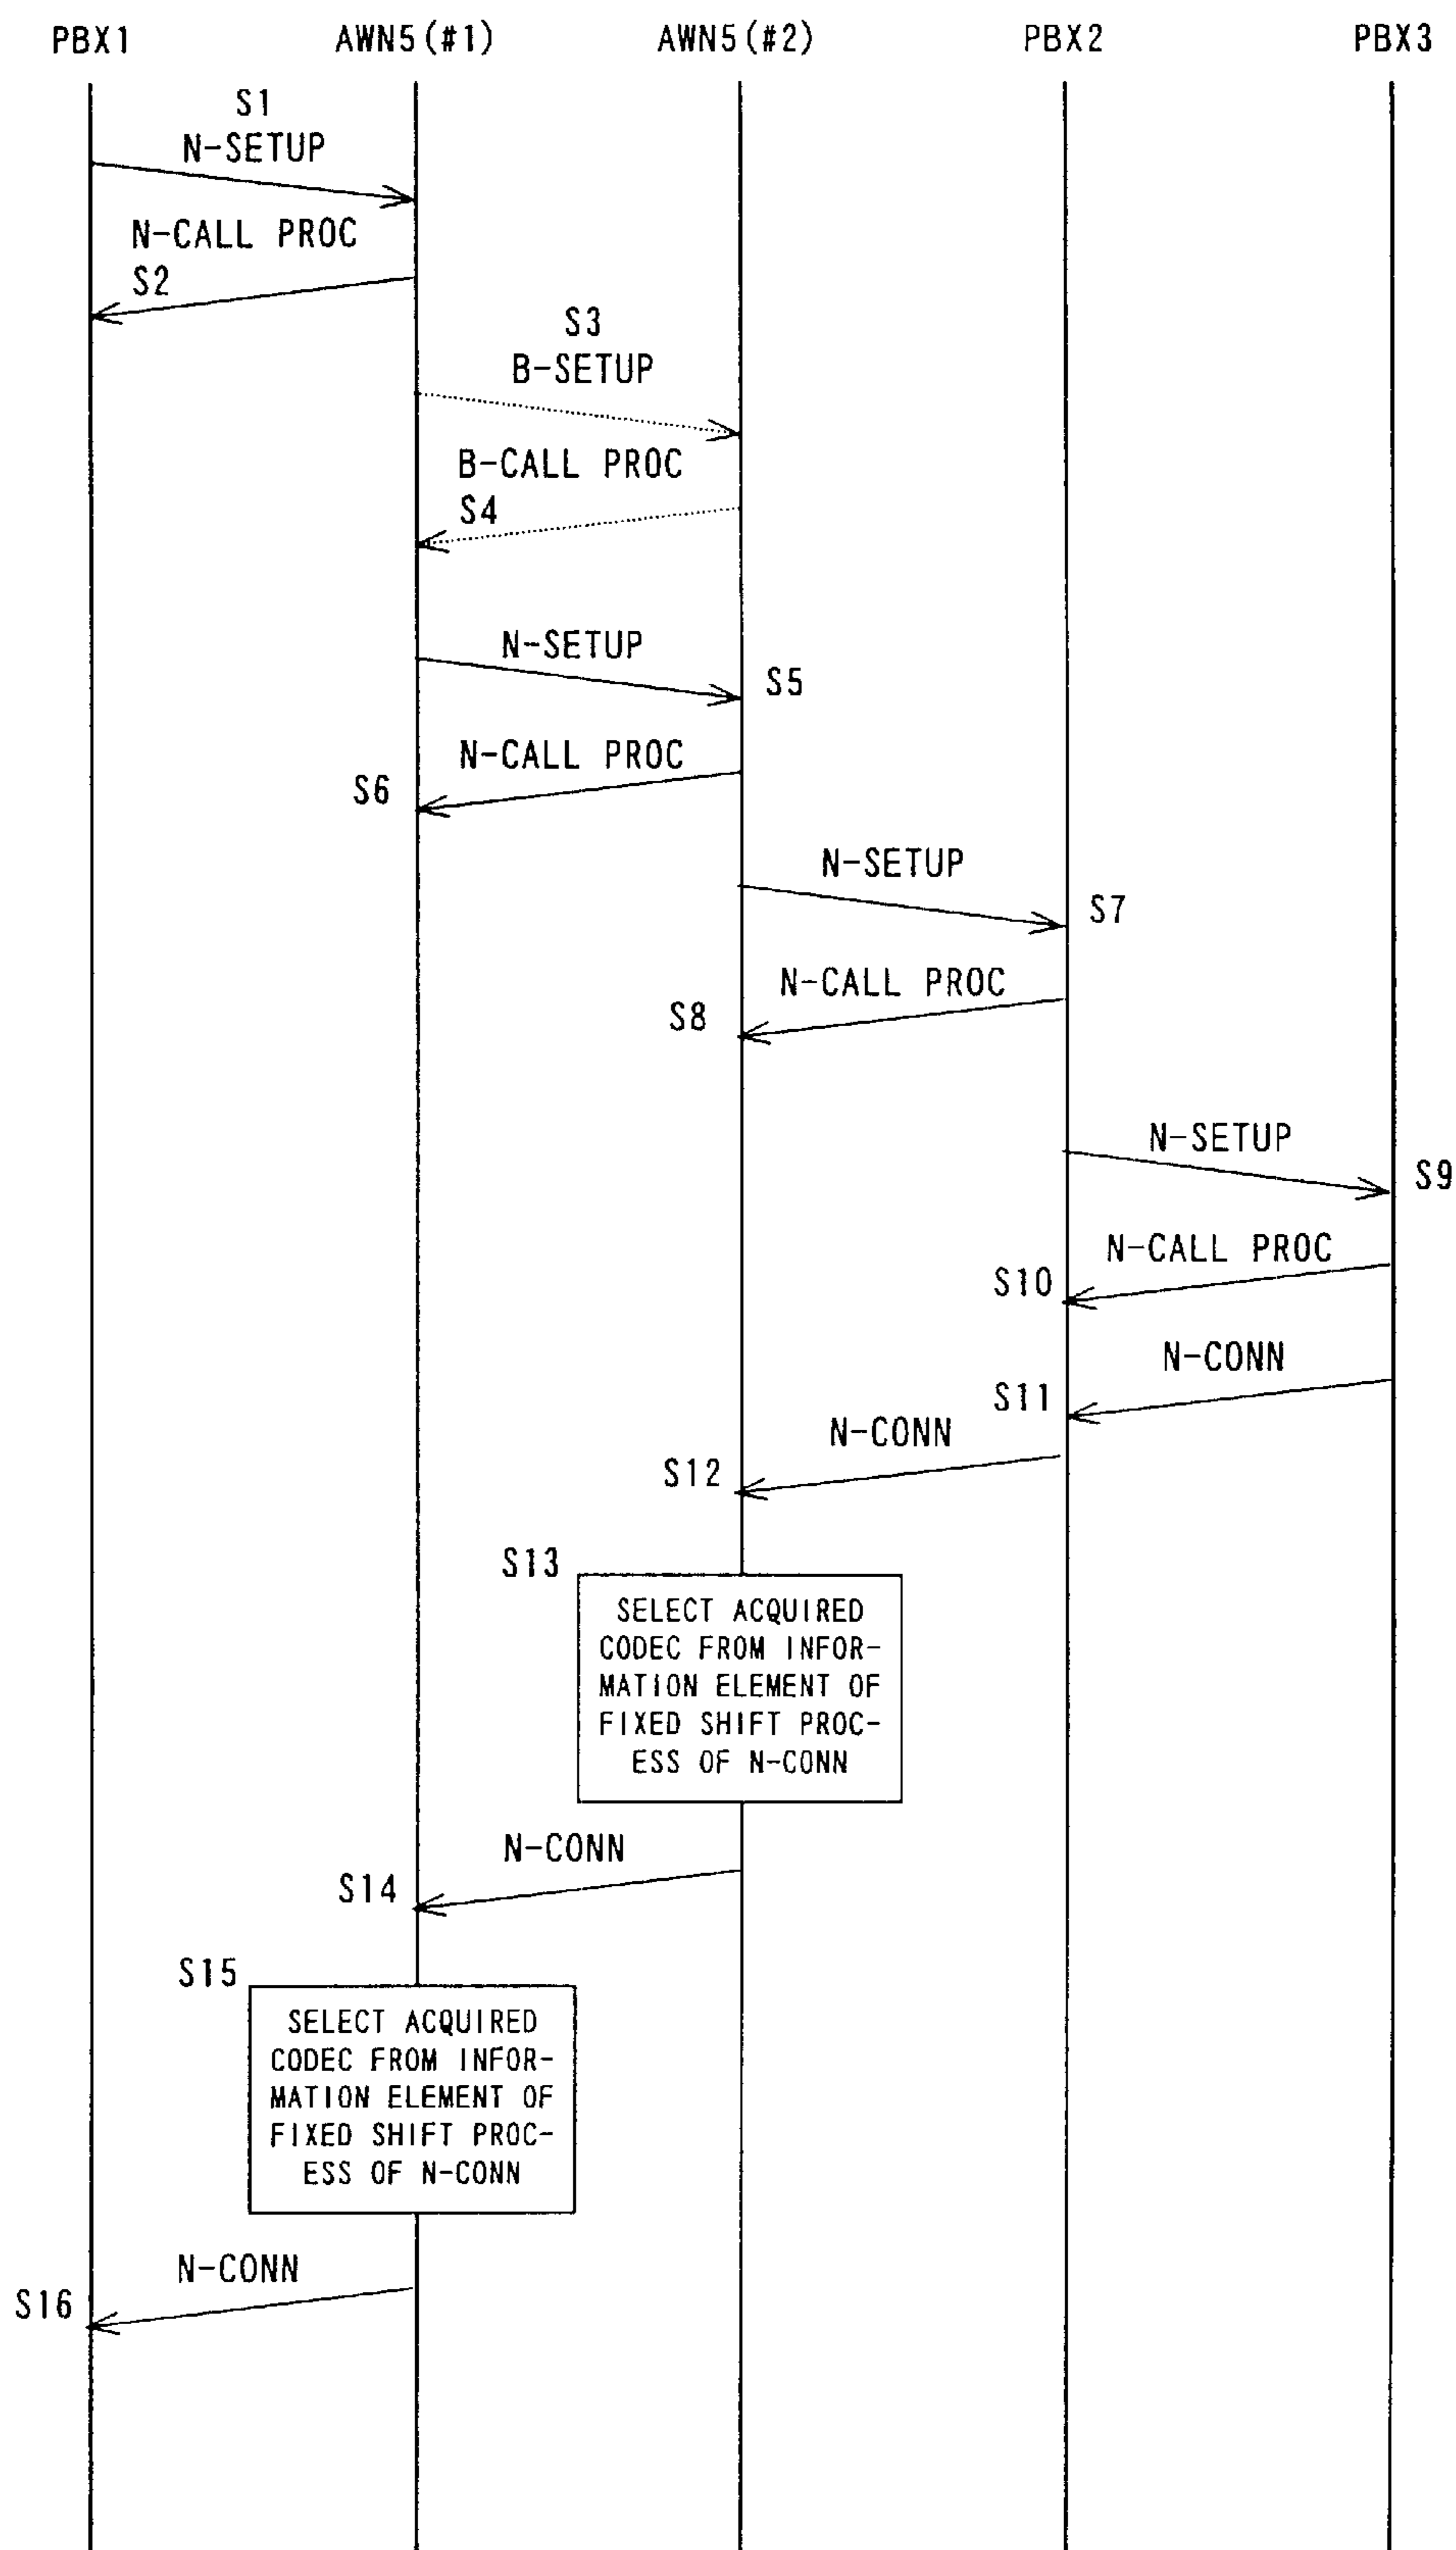 PBX1 AWN5(#1) AWN5(#2) PBX2 PBX3
S1
N-SETUP
N-CALL PROC
S2
S3
B-SETUP
B-CALL PROC
S4
N-SETUP
S5
N-CALL PROC
S6
N-SETUP
S7
N-CALL PROC
S8
N-SETUP
S9
N-CALL PROC
S10
N-CONN
S11
N-CONN
S12
S13
SELECT ACQUIRED
CODEC FROM INFOR-
MATION ELEMENT OF
FIXED SHIFT PROC-
ESS OF N-CONN
N-CONN
S14
S15
SELECT ACQUIRED
CODEC FROM INFOR-
MATION ELEMENT OF
FIXED SHIFT PROC-
ESS OF N-CONN
N-CONN
S16